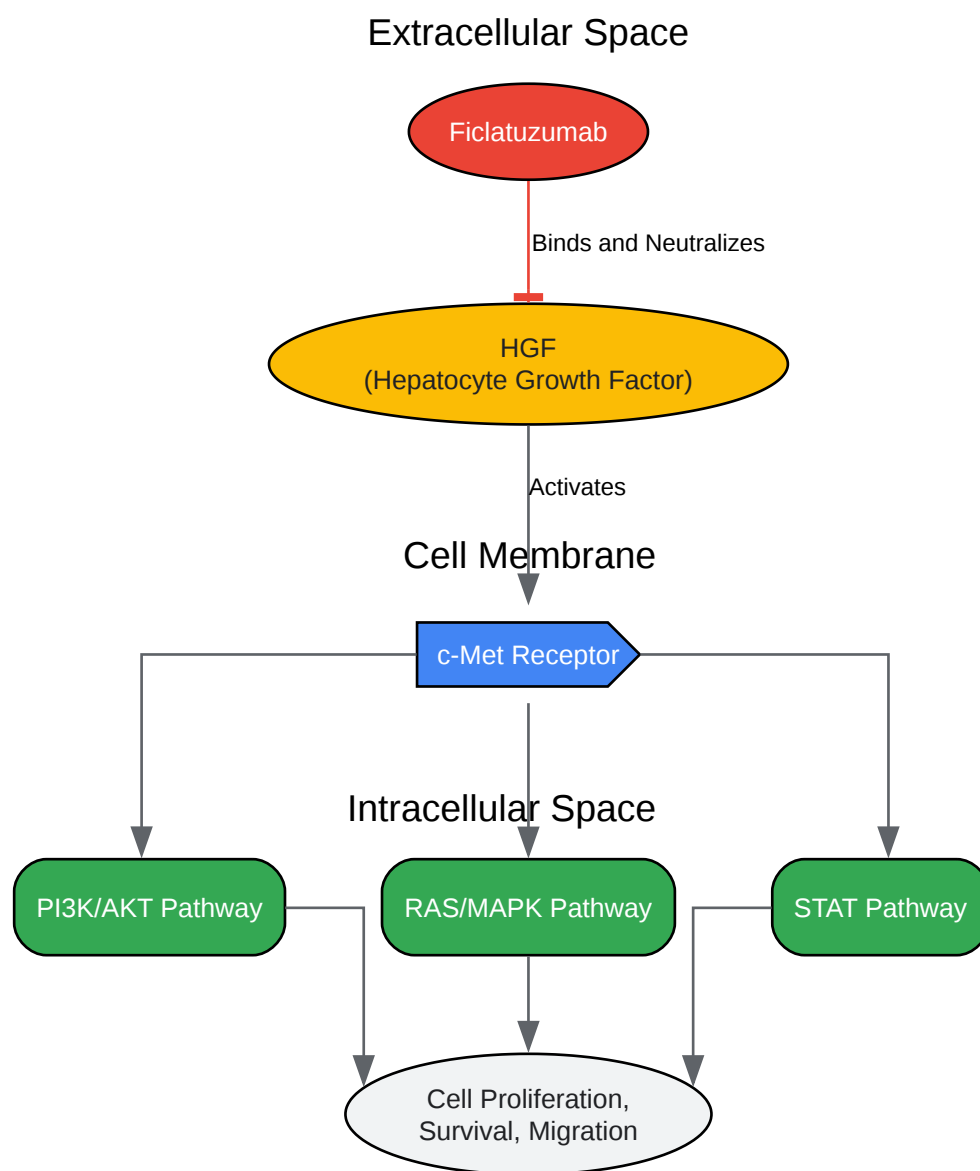 Extracellular Space
Ficlatuzumab
Binds and Neutralizes
HGF
(Hepatocyte Growth Factor)
Activates
Cell Membrane
c-Met Receptor
Intracellular Space
PI3K/AKT Pathway
RAS/MAPK Pathway
STAT Pathway
Cell Proliferation,
Survival, Migration